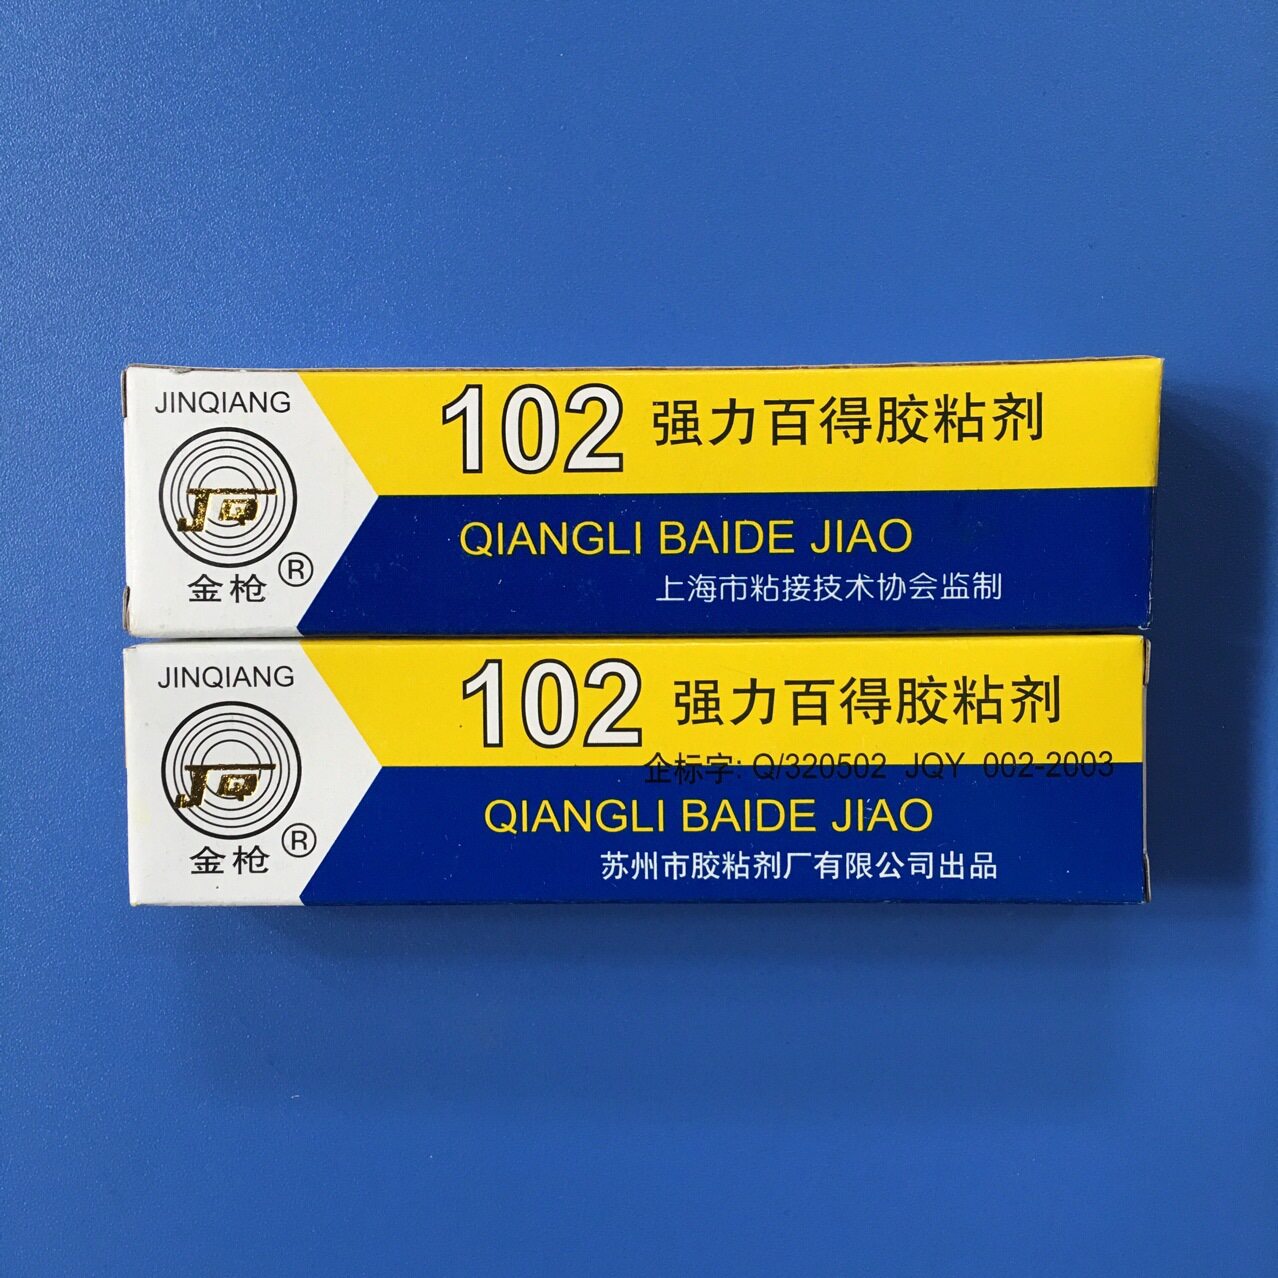 JINQIANG
JQ
金枪®
102 强力百得胶粘剂
QIANGLI BAIDE JIAO
上海市粘接技术协会监制
JINQIANG
JQ
金枪®
102 强力百得胶粘剂
企标字: Q/320502 JQY 002-2003
QIANGLI BAIDE JIAO
苏州市胶粘剂厂有限公司出品